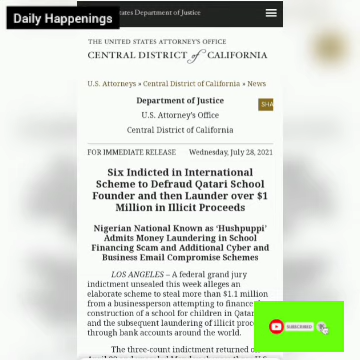 Daily Happenings
States Department of Justice
THE UNITED STATES ATTORNEY'S OFFICE
CENTRAL DISTRICT of CALIFORNIA
U.S. Attorneys » Central District of California » News
Department of Justice
SHA
U.S. Attorney's Office
Central District of California
FOR IMMEDIATE RELEASE Wednesday, July 28, 2021
Six Indicted in International
Scheme to Defraud Qatari School
Founder and then Launder over $1
Million in Illicit Proceeds
Nigerian National Known as 'Hushpuppi'
Admits Money Laundering in School
Financing Scam and Additional Cyber and
Business Email Compromise Schemes
LOS ANGELES – A federal grand jury
indictment unsealed this week alleges an
elaborate scheme to steal more than $1.1 million
from a businessperson attempting to finance
construction of a school for children in Qatar
and the subsequent laundering of illicit
through bank accounts around the world.
The three-count indictment returned
SUBSCRIBED